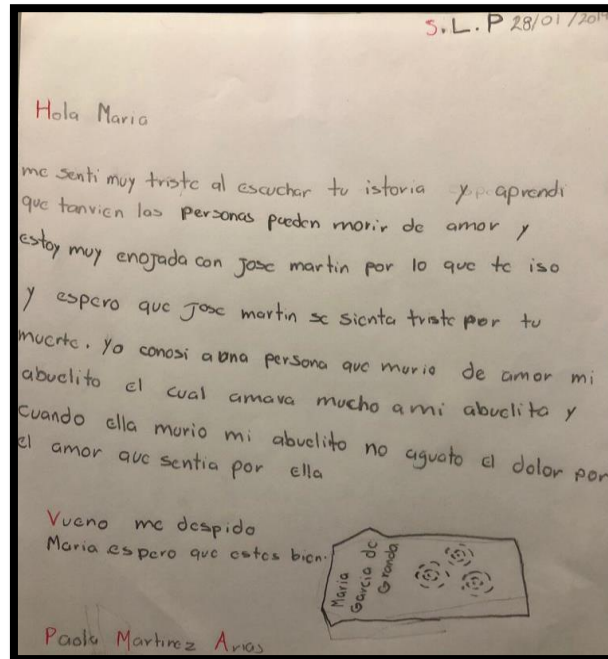 S.L.P 28/01/2019
Hola Maria
me senti muy triste al escuchar tu istoria y aprendi
que tanvien las personas pueden morir de amor y
estoy muy enojada con jose martin por lo que te iso
y espero que jose martin se sienta triste por tu
muerte. yo conosi a una persona que murio de amor mi
abuelito el cual amava mucho a mi abuelita y
cuando ella murio mi abuelito no aguato el dolor por
el amor que sentia por ella
Vueno me despido
Maria espero que estes bien.
Maria
Garcia de
Granda
Paola Martinez Arias